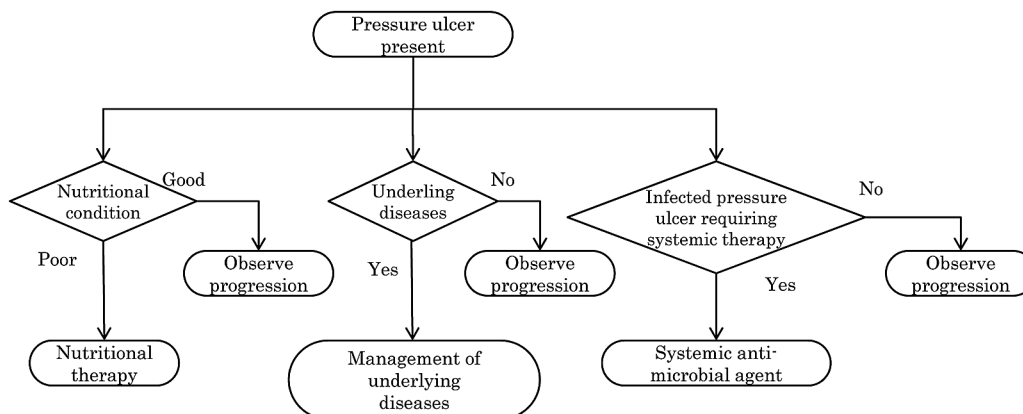 Pressure ulcer
present
Nutritional
condition
Good
Poor
Observe
progression
Nutritional
therapy
Underling
diseases
No
Yes
Observe
progression
Management of
underlying
diseases
Infected pressure
ulcer requiring
systemic therapy
No
Yes
Observe
progression
Systemic anti-
microbial agent